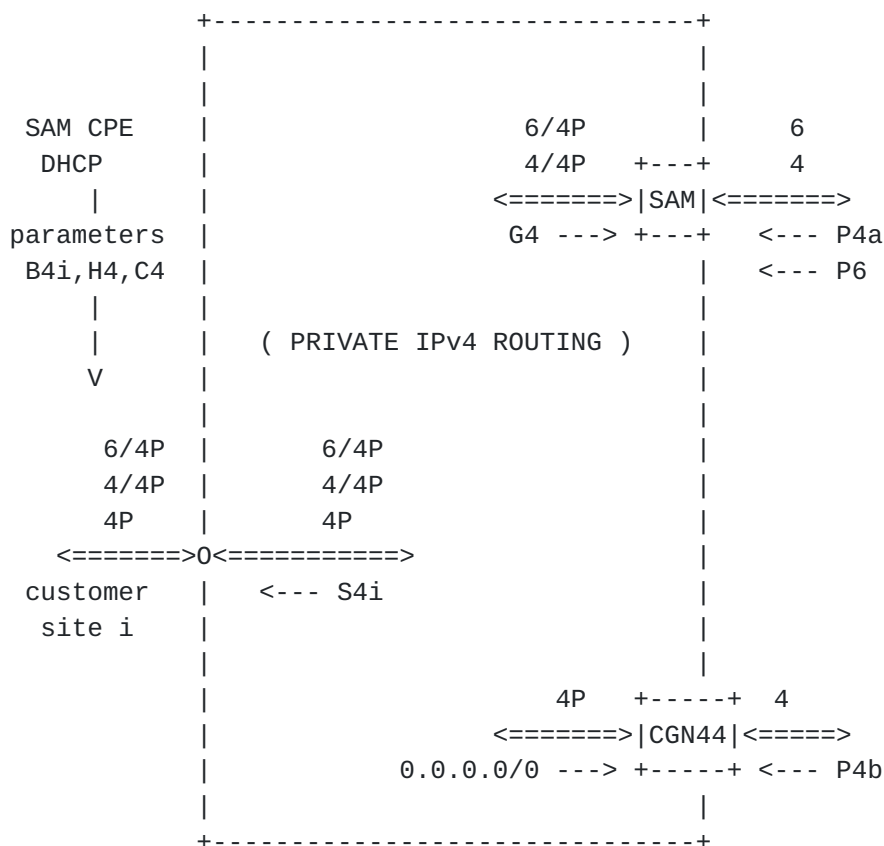 +-------------------------------+
|                               |
|                               |
SAM CPE    |                    6/4P       |     6
DHCP     |                    4/4P   +---+     4
|      |                  <=======>|SAM|<=======>
parameters  |                   G4 ---> +---+   <--- P4a
B4i,H4,C4  |                               |   <--- P6
|      |                               |
|      |   ( PRIVATE IPv4 ROUTING )    |
V      |                               |
|                               |
6/4P  |       6/4P                    |
4/4P  |       4/4P                    |
4P   |       4P                      |
<=======>O<===========>                  |
customer   |   <--- S4i                    |
site i    |                               |
|                               |
|                      4P   +-----+  4
|                  <=======>|CGN44|<=====>
|            0.0.0.0/0 ---> +-----+ <--- P4b
|                               |
+-------------------------------+